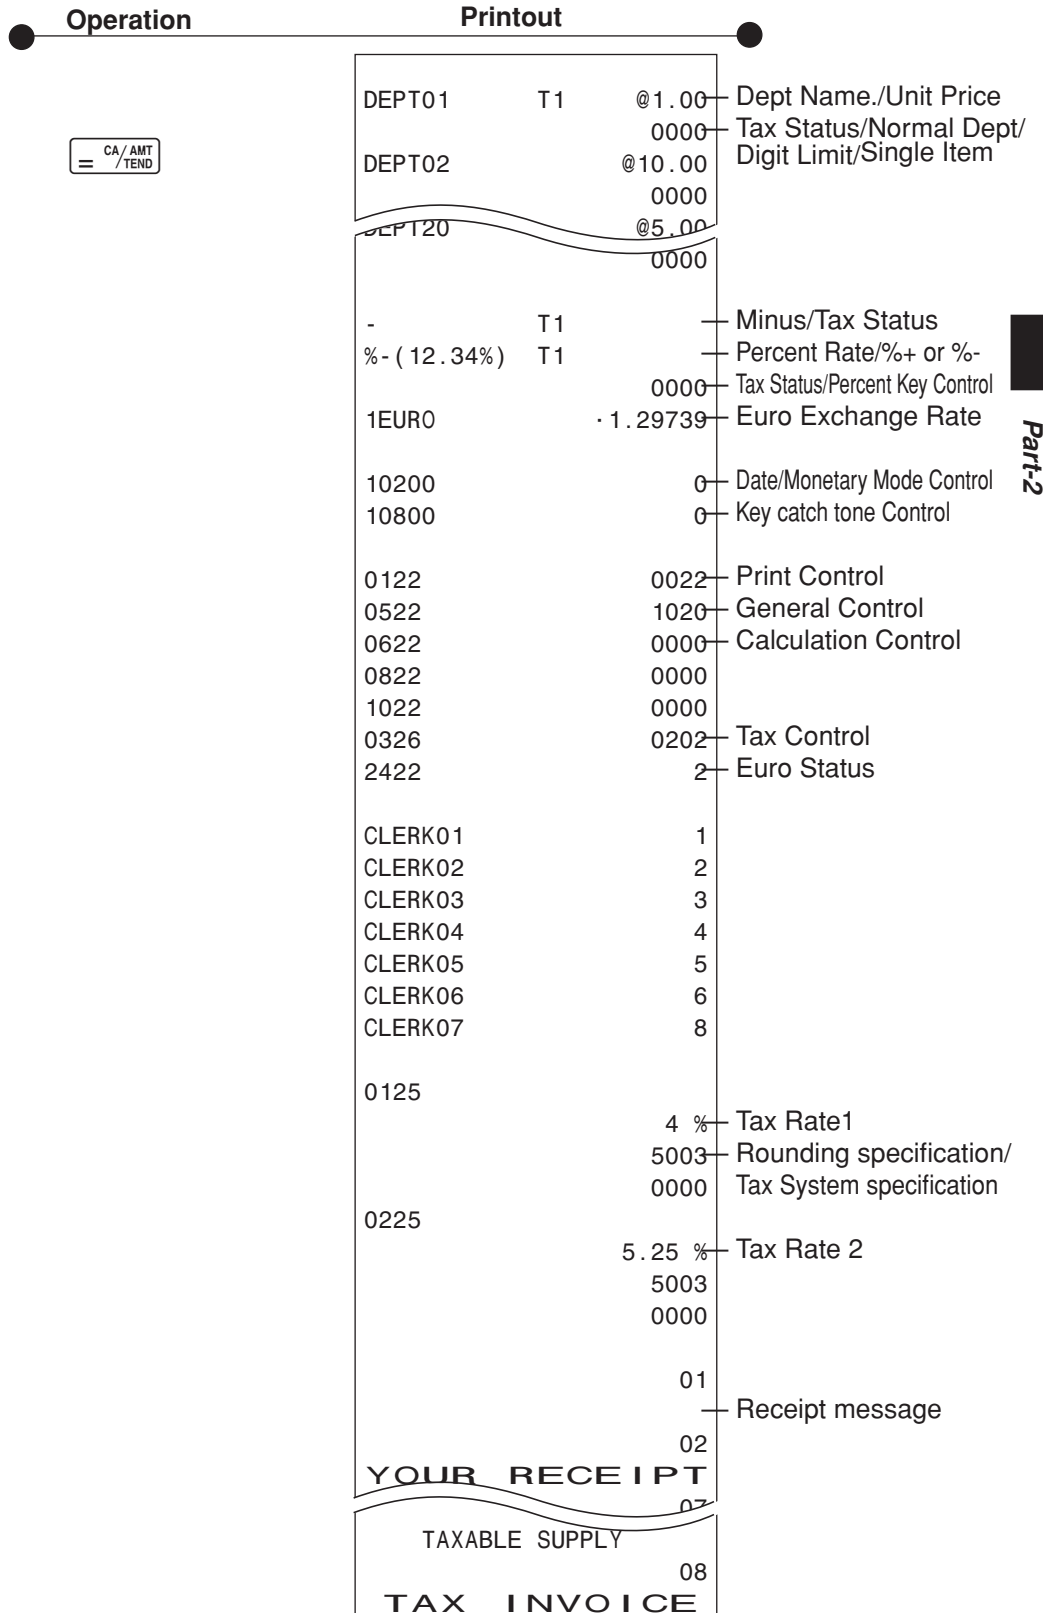 Operation Printout
DEPT01 T1 @1.00 Dept Name./Unit Price
0000 Tax Status/Normal Dept/
= CA/AMT TEND
DEPT02 @10.00 Digit Limit/Single Item
0000
DEPT20 @5.00
0000
- T1 Minus/Tax Status
%-(12.34%) T1 Percent Rate/%+ or %-
0000 Tax Status/Percent Key Control
1EURO ·1.29739 Euro Exchange Rate
Part-2
10200 0 Date/Monetary Mode Control
10800 0 Key catch tone Control
0122 0022 Print Control
0522 1020 General Control
0622 0000 Calculation Control
0822 0000
1022 0000
0326 0202 Tax Control
2422 2 Euro Status
CLERK01 1
CLERK02 2
CLERK03 3
CLERK04 4
CLERK05 5
CLERK06 6
CLERK07 8
0125
4 % Tax Rate1
5003 Rounding specification/
0000 Tax System specification
0225
5.25 % Tax Rate 2
5003
0000
01
Receipt message
02
YOUR RECEIPT
07
TAXABLE SUPPLY
08
TAX INVOICE